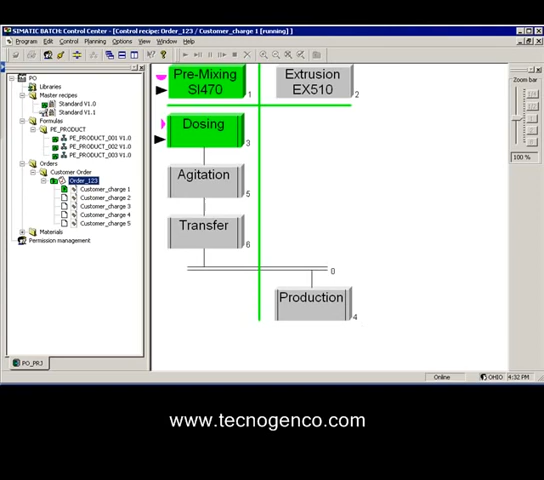 SIMATIC BATCH: Control Center - [Control recipe: Order_123 / Customer_charge 1 [running] ]
Program Edit Control Planning Options View Window Help
PO
Libraries
Master recipes
Standard V1.0
Standard V1.1
Formulas
PE_PRODUCT
PE_PRODUCT_001 V1.0
PE_PRODUCT_002 V1.0
PE_PRODUCT_003 V1.0
Orders
Customer Order
Order_123
Customer_charge 1
Customer_charge 2
Customer_charge 3
Customer_charge 4
Customer_charge 5
Materials
Permission management
PO_PRJ
Pre-Mixing
SI470
1
Extrusion
EX510
2
Dosing
3
Agitation
5
Transfer
6
0
Production
4
Zoom bar
100 %
Online
OHIO
4:32 PM
www.tecnogenco.com